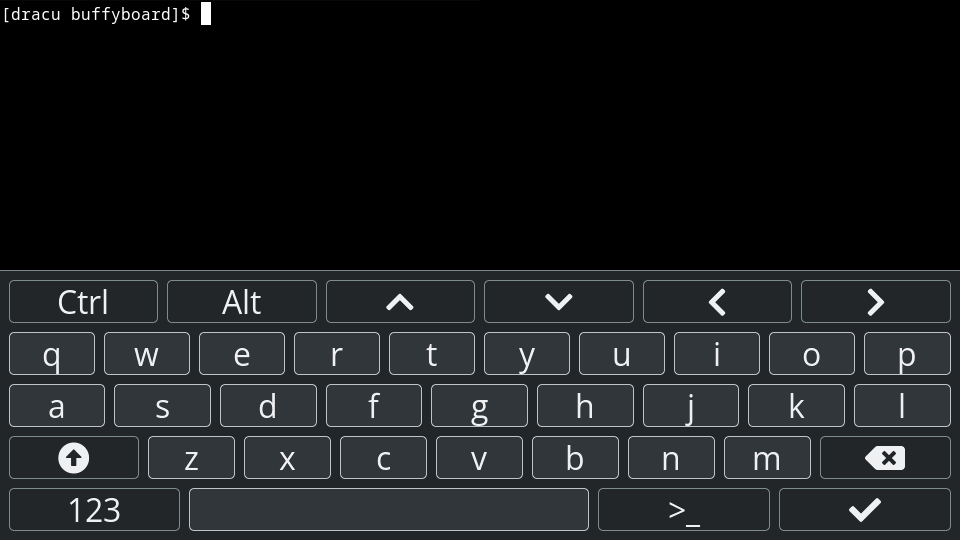 [dracu buffyboard]$
Ctrl Alt
q w e r t y u i o p
a s d f g h j k l
z x c v b n m
123 >_